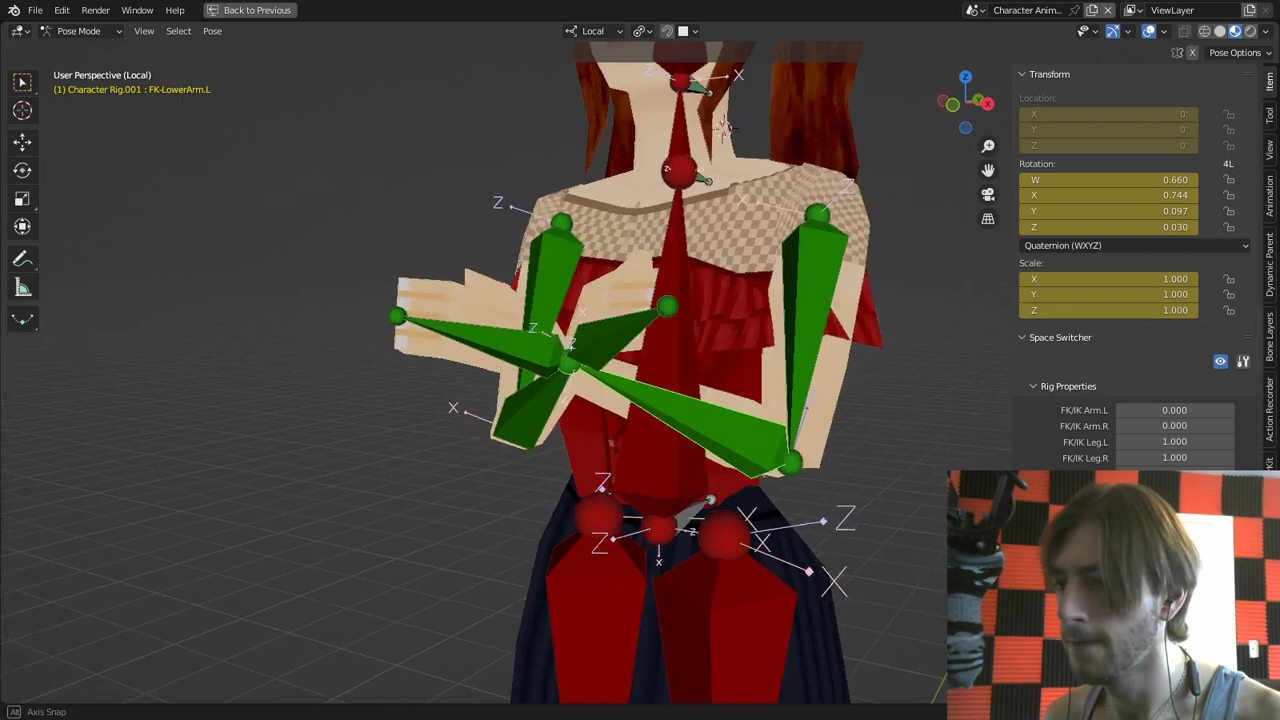 File Edit Render Window Help Back to Previous Character Anim... ViewLayer
Pose Mode View Select Pose Local
X Pose Options
User Perspective (Local)
(1) Character Rig.001 : FK-LowerArm.L
Z X
Z
X
Z
Y
X
Transform
Location:
X 0'
Y 0'
Z 0'
Rotation: 4L
W 0.660
X 0.744
Y 0.097
Z 0.030
Quaternion (WXYZ)
Scale:
X 1.000
Y 1.000
Z 1.000
Space Switcher
Rig Properties
FK/IK Arm.L 0.000
FK/IK Arm.R 0.000
FK/IK Leg.L 1.000
FK/IK Leg.R 1.000
Item
Tool
View
Animation
Dynamic Parent
Bone Layers
Action Recorder
Z
X
Z
X
Z
Z
Z
Y
X
Z
X
Z
X
Alt Axis Snap